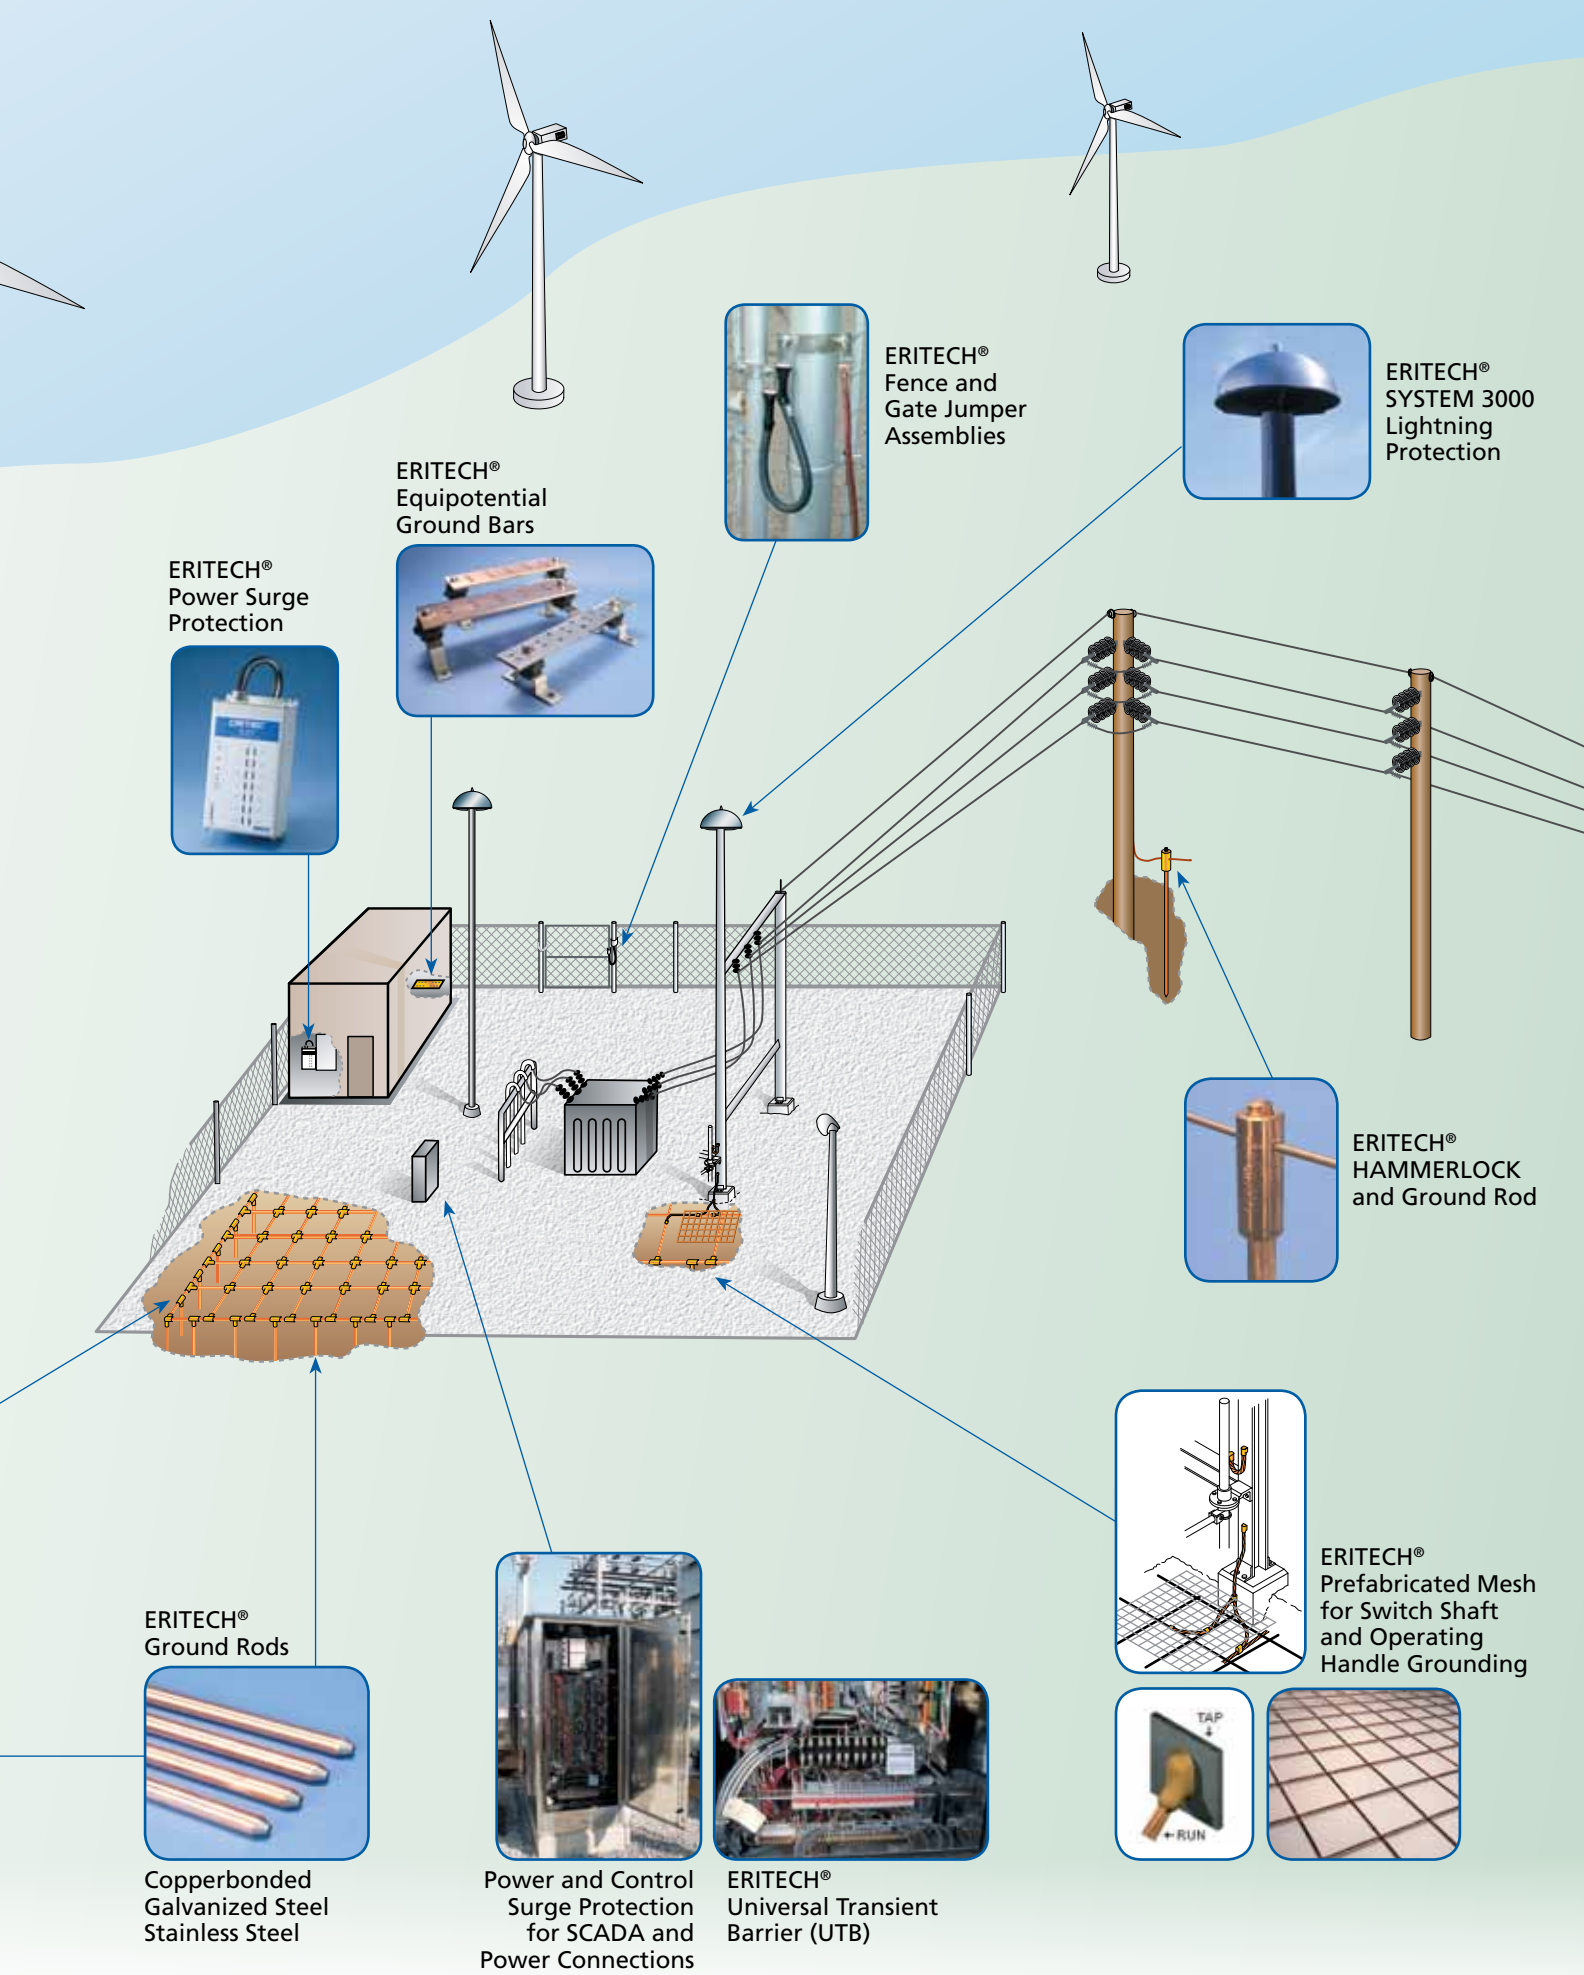 ERITECH®
Fence and
Gate Jumper
Assemblies
ERITECH®
SYSTEM 3000
Lightning
Protection
ERITECH®
Equipotential
Ground Bars
ERITECH®
Power Surge
Protection
ERITECH®
HAMMERLOCK
and Ground Rod
ERITECH®
Prefabricated Mesh
for Switch Shaft
and Operating
Handle Grounding
TAP
RUN
ERITECH®
Ground Rods
Copperbonded
Galvanized Steel
Stainless Steel
Power and Control
Surge Protection
for SCADA and
Power Connections
ERITECH®
Universal Transient
Barrier (UTB)